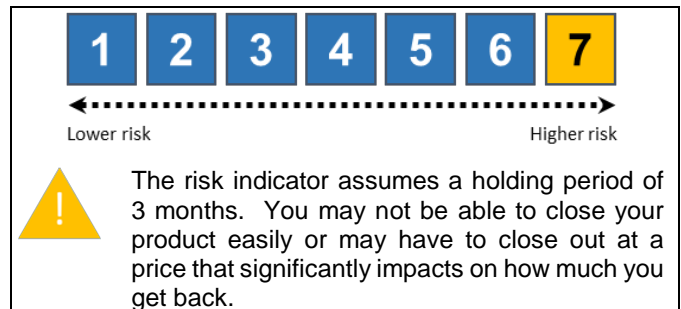 1 2 3 4 5 6 7
Lower risk Higher risk
!
The risk indicator assumes a holding period of
3 months. You may not be able to close your
product easily or may have to close out at a
price that significantly impacts on how much you
get back.